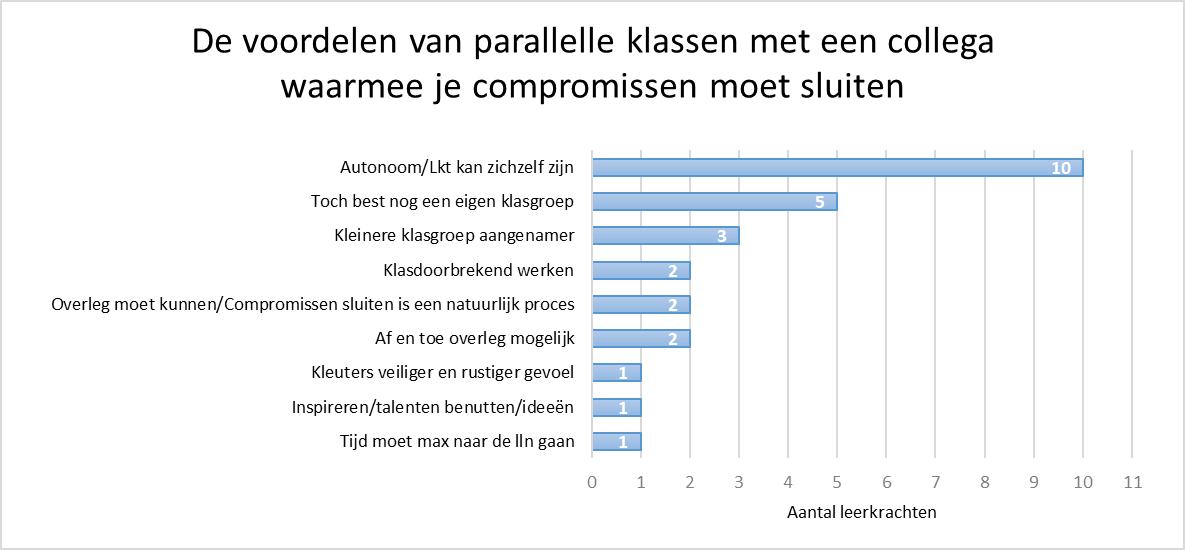 De voordelen van parallelle klassen met een collega
waarmee je compromissen moet sluiten
Autonoom/Lkt kan zichzelf zijn
10
Toch best nog een eigen klasgroep
5
Kleinere klasgroep aangenamer
3
Klasdoorbrekend werken
2
Overleg moet kunnen/Compromissen sluiten is een natuurlijk proces
2
Af en toe overleg mogelijk
2
Kleuters veiliger en rustiger gevoel
1
Inspireren/talenten benutten/ideeën
1
Tijd moet max naar de lln gaan
1
0 1 2 3 4 5 6 7 8 9 10 11
Aantal leerkrachten